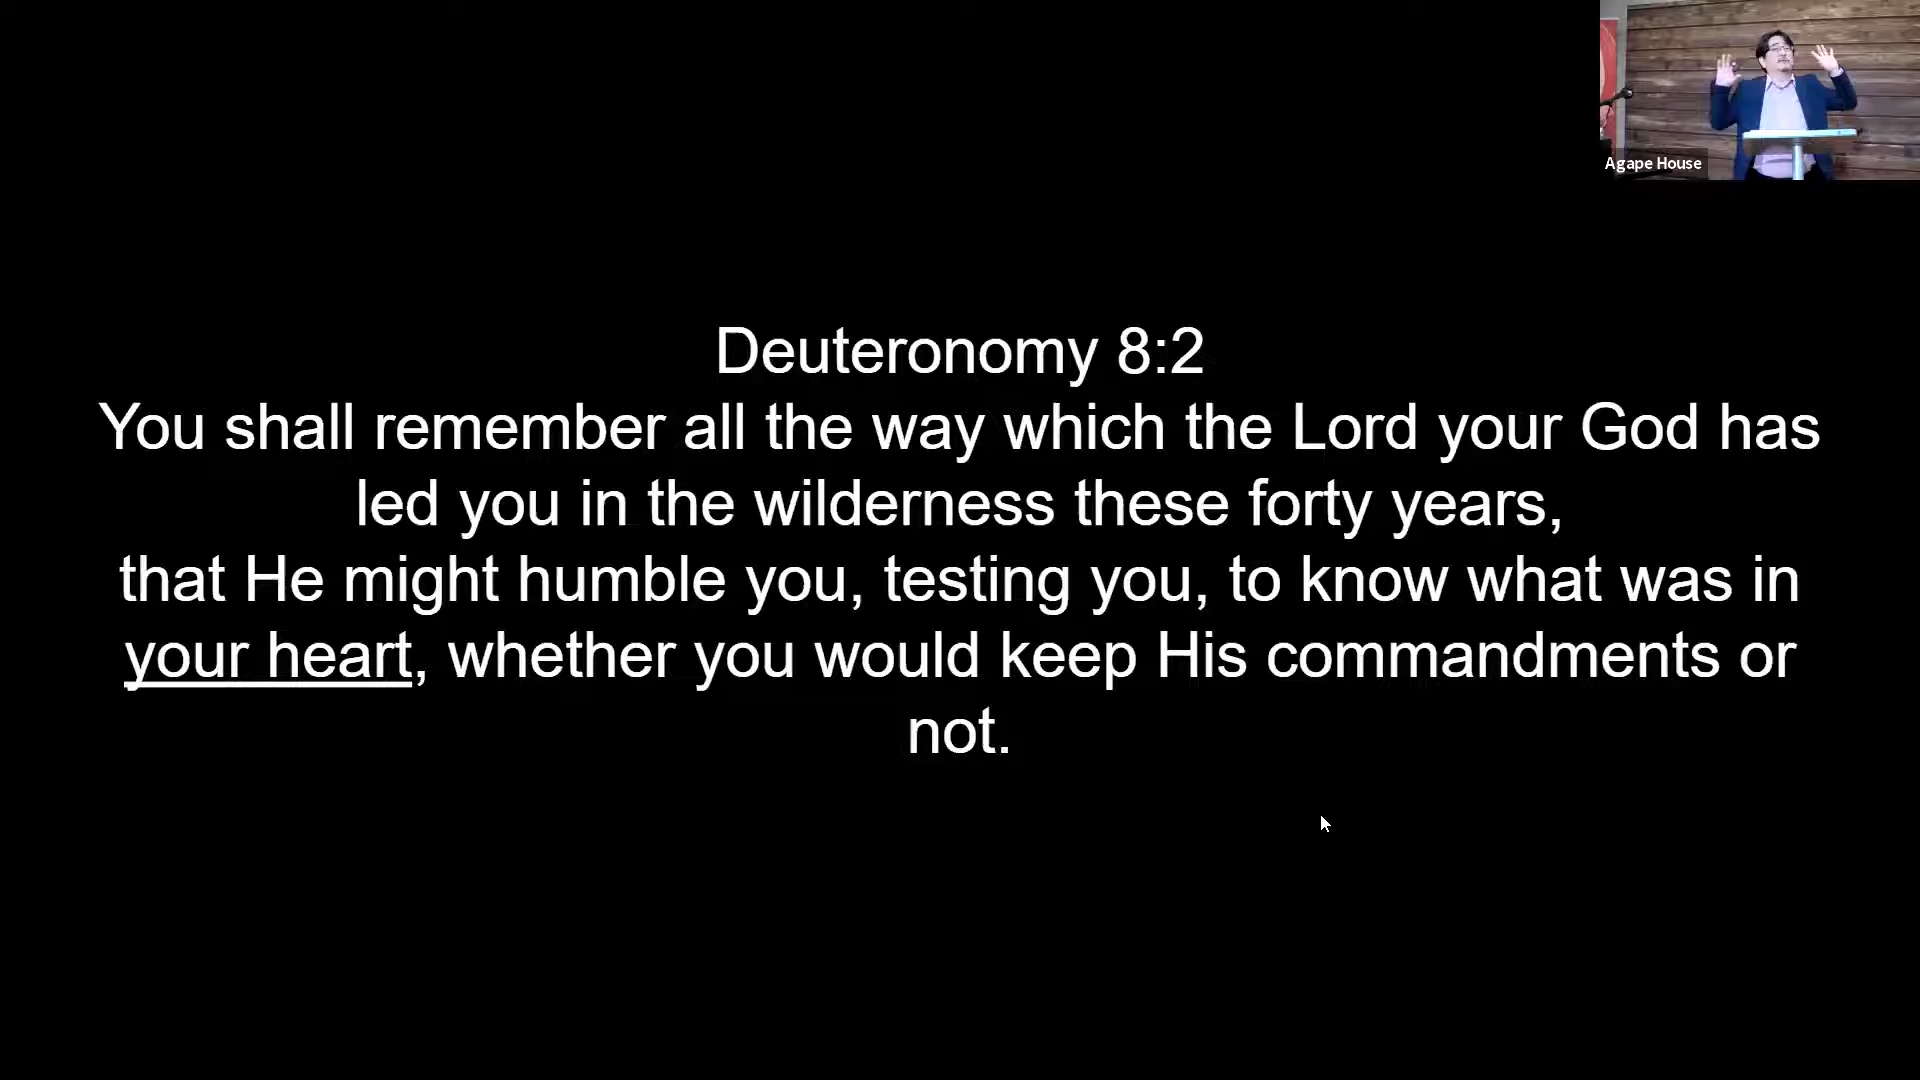 Agape House
Deuteronomy 8:2
You shall remember all the way which the Lord your God has
led you in the wilderness these forty years,
that He might humble you, testing you, to know what was in
your heart, whether you would keep His commandments or
not.